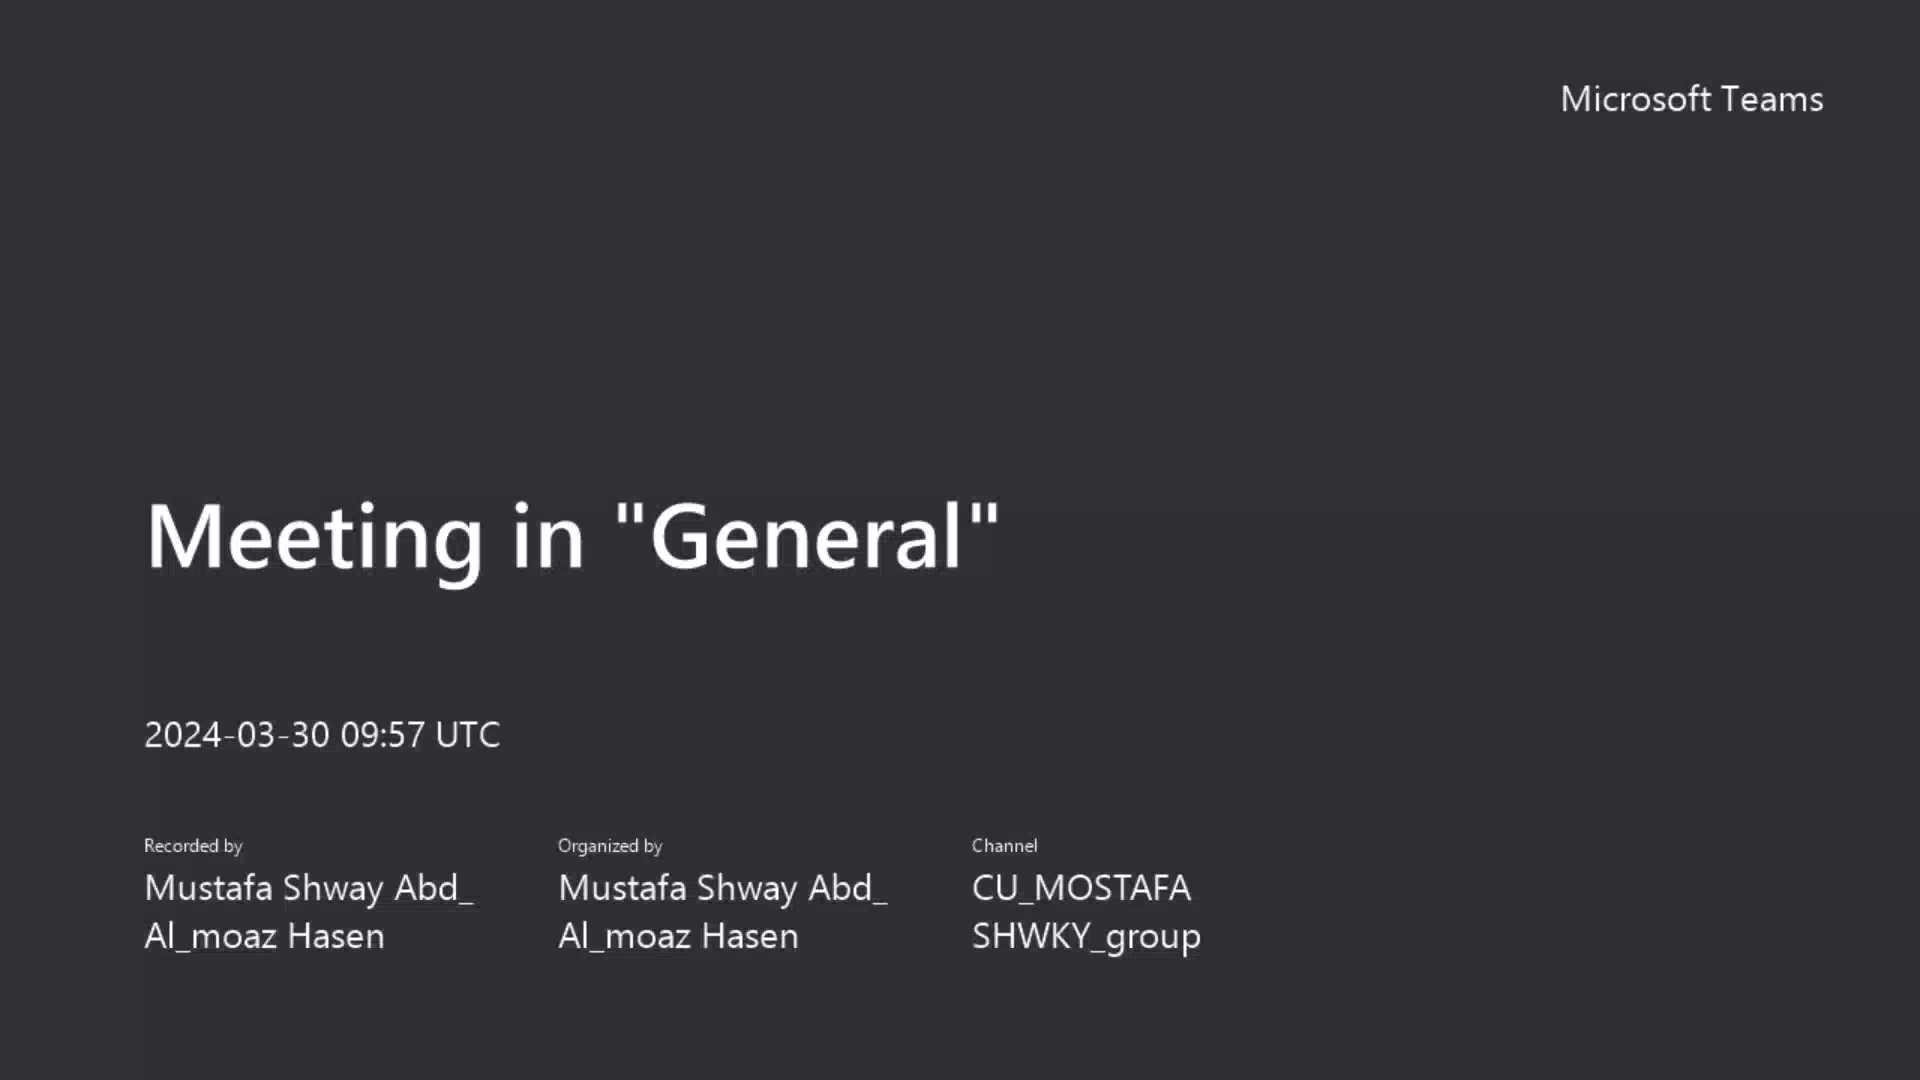 Microsoft Teams
Meeting in "General"
2024-03-30 09:57 UTC
Recorded by
Mustafa Shway Abd_
Al_moaz Hasen
Organized by
Mustafa Shway Abd_
Al_moaz Hasen
Channel
CU_MOSTAFA
SHWKY_group